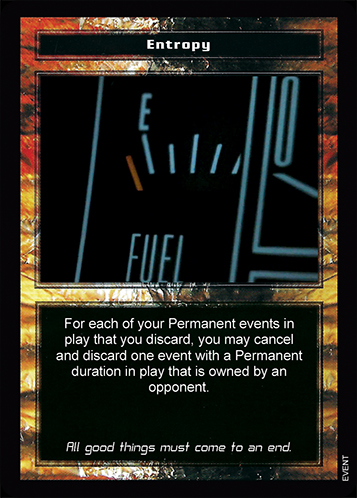 Entropy
E
FUEL
For each of your Permanent events in
play that you discard, you may cancel
and discard one event with a Permanent
duration in play that is owned by an
opponent.
All good things must come to an end.
EVENT